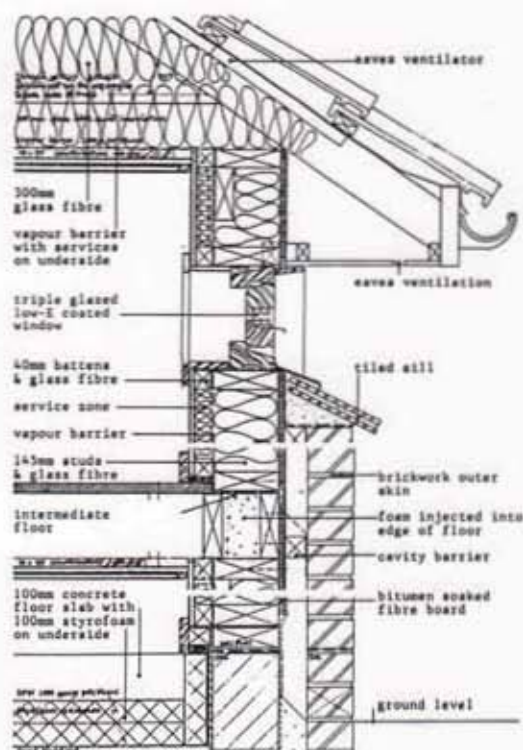 eaves ventilator
300mm
glass fibre
vapour barrier
with services
on underside
eaves ventilation
triple glazed
low-E coated
window
40mm battens
& glass fibre
tiled sill
service zone
vapour barrier
145mm studs
& glass fibre
brickwork outer
skin
intermediate
floor
foam injected into
edge of floor
cavity barrier
100mm concrete
floor slab with
100mm styrofoam
on underside
bitumen soaked
fibre board
ground level